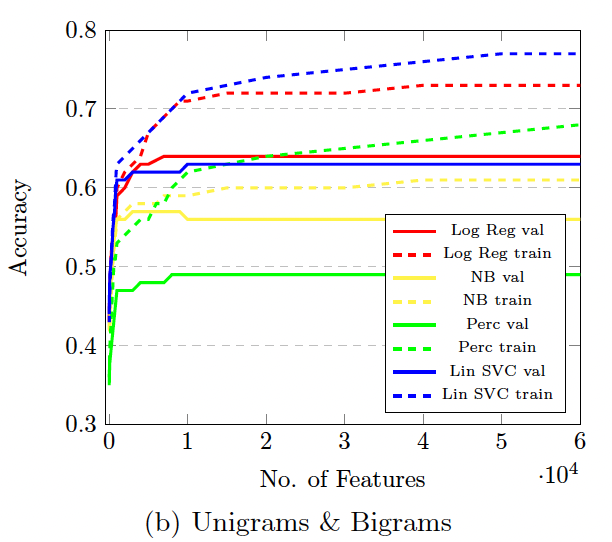 0.8
0.7
0.6
0.5
0.4
0.3
Accuracy
Log Reg val
Log Reg train
NB val
NB train
Perc val
Perc train
Lin SVC val
Lin SVC train
0 1 2 3 4 5 6
No. of Features
·10⁴
(b) Unigrams & Bigrams